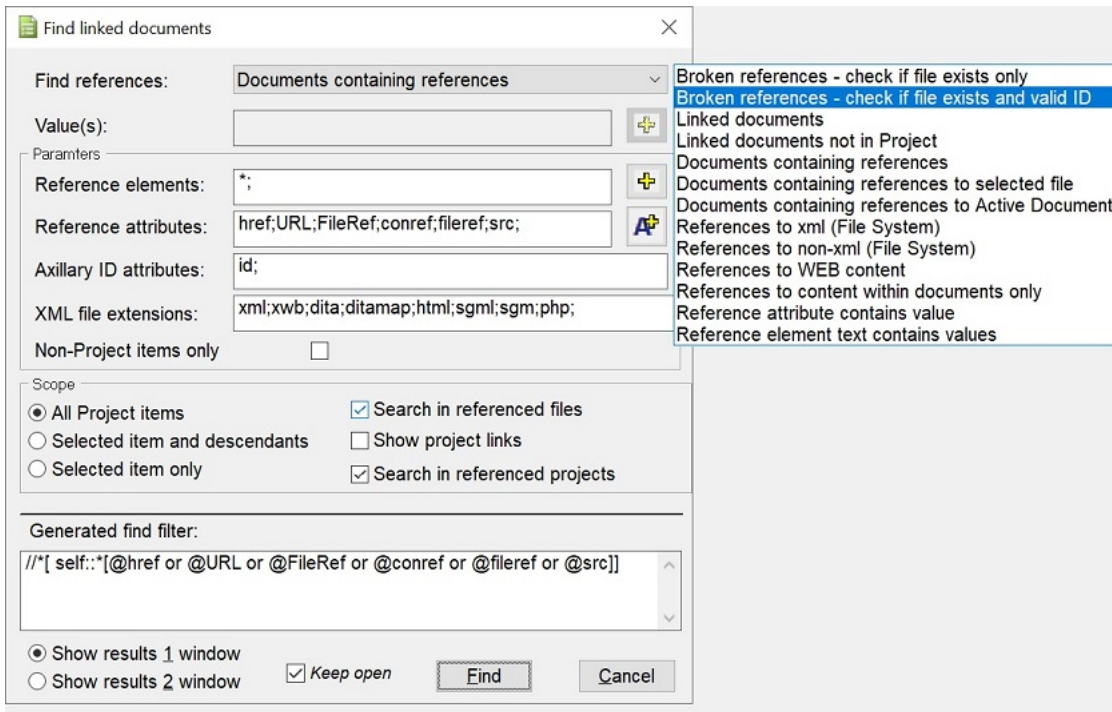 Find linked documents
Find references:
Documents containing references
Value(s):
Paramters
Reference elements:
*;
Reference attributes:
href;URL;FileRef;conref;fileref;src;
Axillary ID attributes:
id;
XML file extensions:
xml;xwb;dita;ditamap;html;sgml;sgm;php;
Non-Project items only
Scope
All Project items
Search in referenced files
Selected item and descendants
Show project links
Selected item only
Search in referenced projects
Generated find filter:
//*[ self::*[@href or @URL or @FileRef or @conref or @fileref or @src]]
Show results 1 window
Show results 2 window
Keep open
Find
Cancel
Broken references - check if file exists only
Broken references - check if file exists and valid ID
Linked documents
Linked documents not in Project
Documents containing references
Documents containing references to selected file
Documents containing references to Active Document
References to xml (File System)
References to non-xml (File System)
References to WEB content
References to content within documents only
Reference attribute contains value
Reference element text contains values